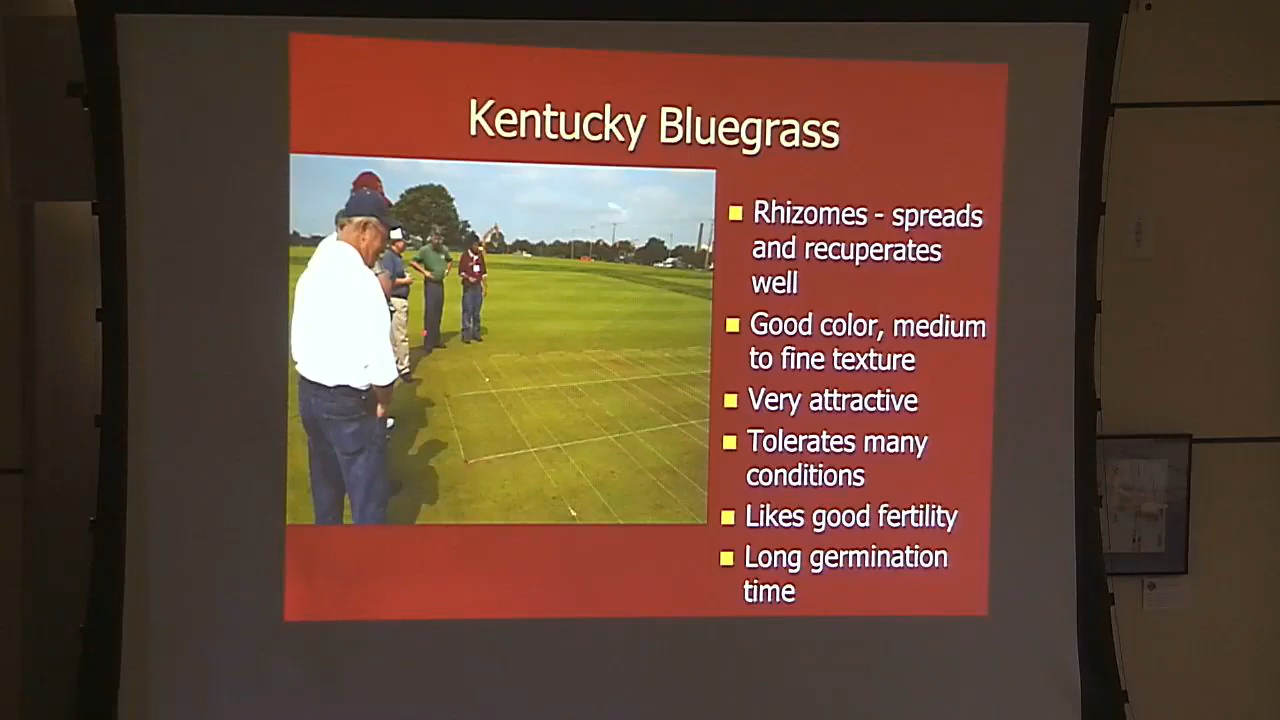 Kentucky Bluegrass
Rhizomes - spreads
and recuperates
well
Good color, medium
to fine texture
Very attractive
Tolerates many
conditions
Likes good fertility
Long germination
time